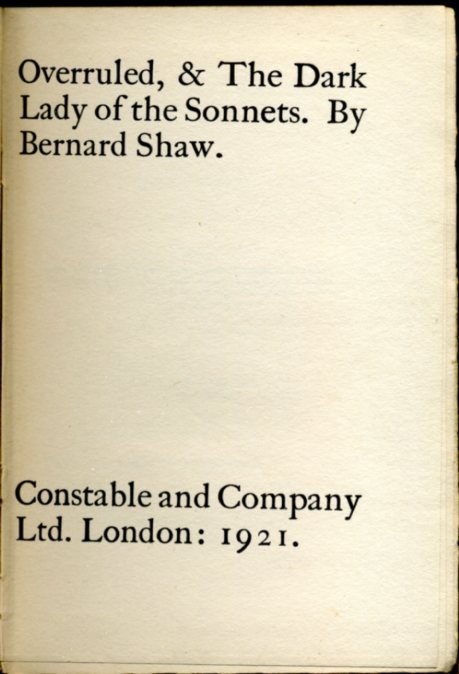 Overruled, & The Dark
Lady of the Sonnets. By
Bernard Shaw.
Constable and Company
Ltd. London: 1921.